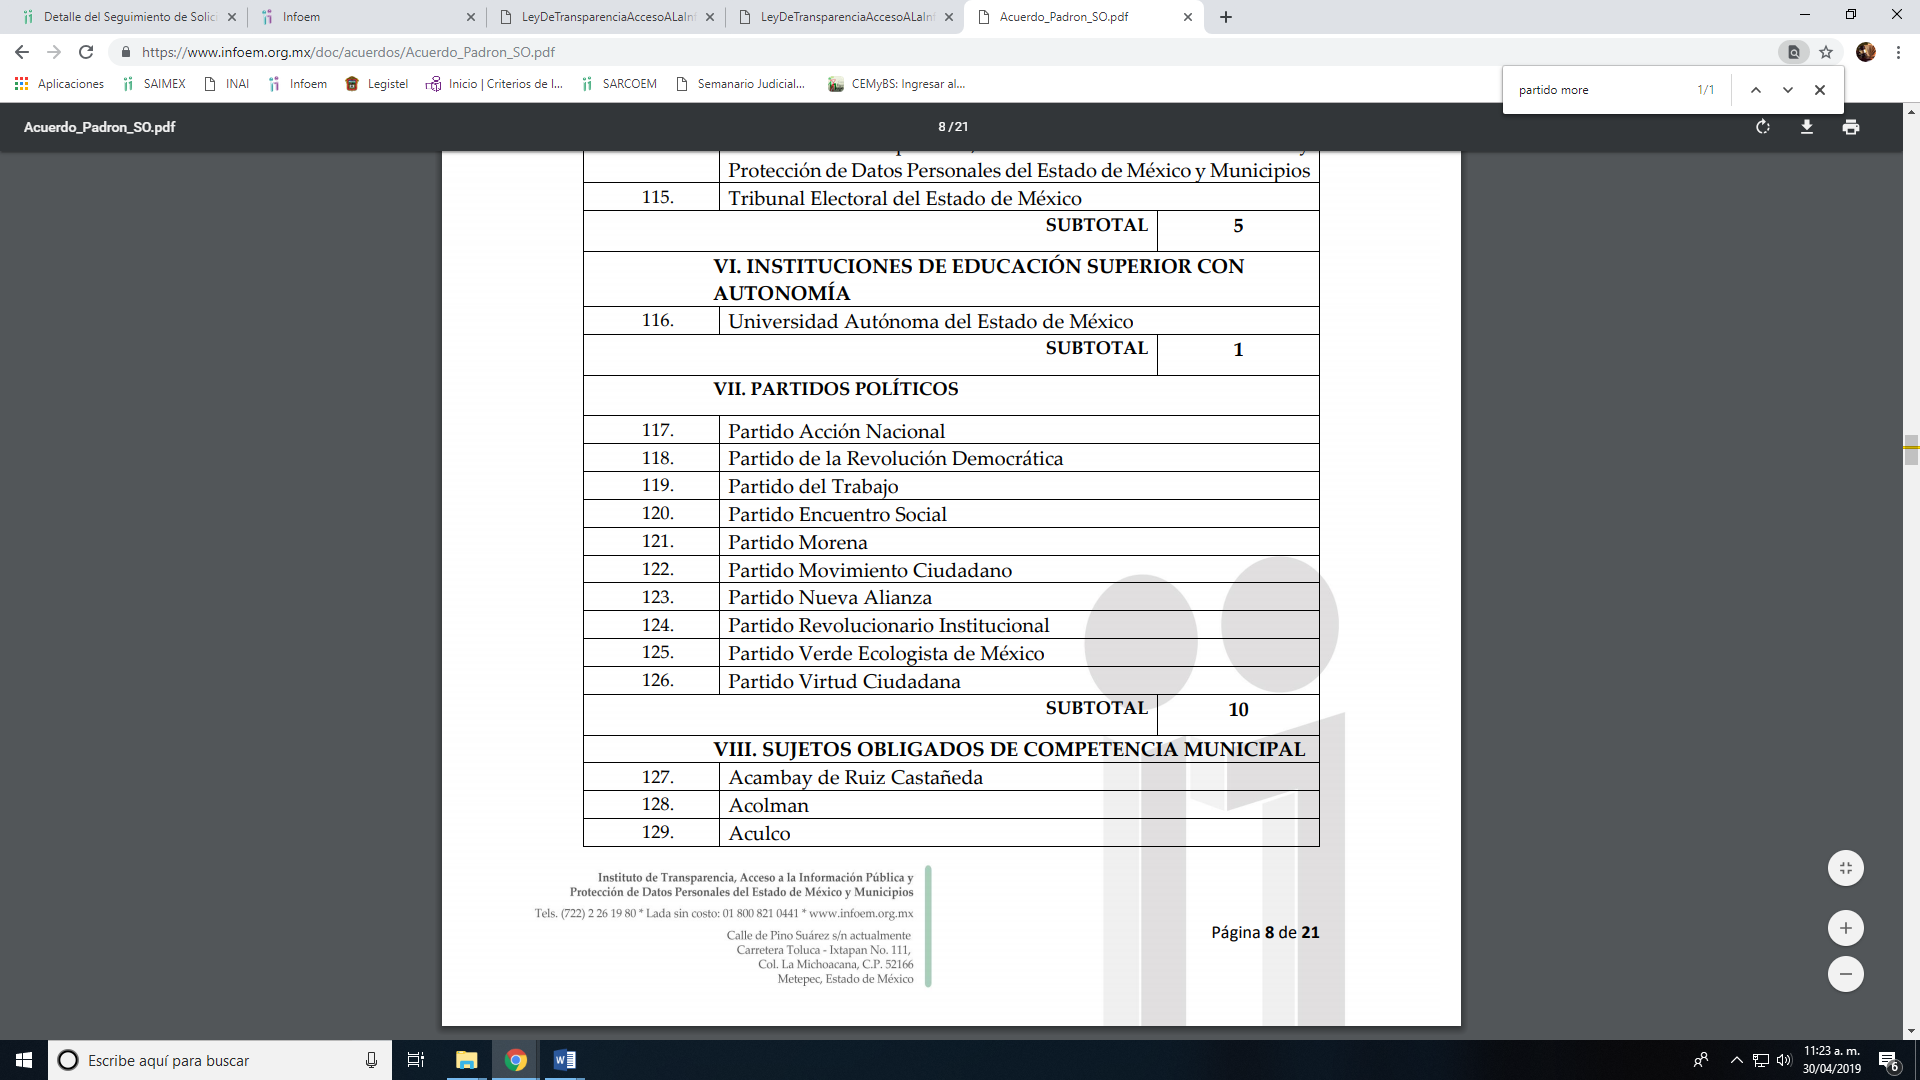 Detalle del Seguimiento de Solici
Infoem
LeyDeTransparenciaAccesoALaInf
LeyDeTransparenciaAccesoALaInf
Acuerdo_Padron_SO.pdf
https://www.infoem.org.mx/doc/acuerdos/Acuerdo_Padron_SO.pdf
Aplicaciones SAIMEX INAI Infoem Legistel Inicio | Criterios de I... SARCOEM Semanario Judicial... CEMyBS: Ingresar al...
partido more 1/1
Acuerdo_Padron_SO.pdf 8 / 21
Protección de Datos Personales del Estado de México y Municipios
115. Tribunal Electoral del Estado de México
SUBTOTAL 5
VI. INSTITUCIONES DE EDUCACIÓN SUPERIOR CON
AUTONOMÍA
116. Universidad Autónoma del Estado de México
SUBTOTAL 1
VII. PARTIDOS POLÍTICOS
117. Partido Acción Nacional
118. Partido de la Revolución Democrática
119. Partido del Trabajo
120. Partido Encuentro Social
121. Partido Morena
122. Partido Movimiento Ciudadano
123. Partido Nueva Alianza
124. Partido Revolucionario Institucional
125. Partido Verde Ecologista de México
126. Partido Virtud Ciudadana
SUBTOTAL 10
VIII. SUJETOS OBLIGADOS DE COMPETENCIA MUNICIPAL
127. Acambay de Ruiz Castañeda
128. Acolman
129. Aculco
Instituto de Transparencia, Acceso a la Información Pública y
Protección de Datos Personales del Estado de México y Municipios
Tels. (722) 2 26 19 80 * Lada sin costo: 01 800 821 0441 * www.infoem.org.mx
Calle de Pino Suárez s/n actualmente
Carretera Toluca - Ixtapan No. 111,
Col. La Michoacana, C.P. 52166
Metepec, Estado de México
Página 8 de 21
Escribe aquí para buscar
11:23 a. m.
30/04/2019
6